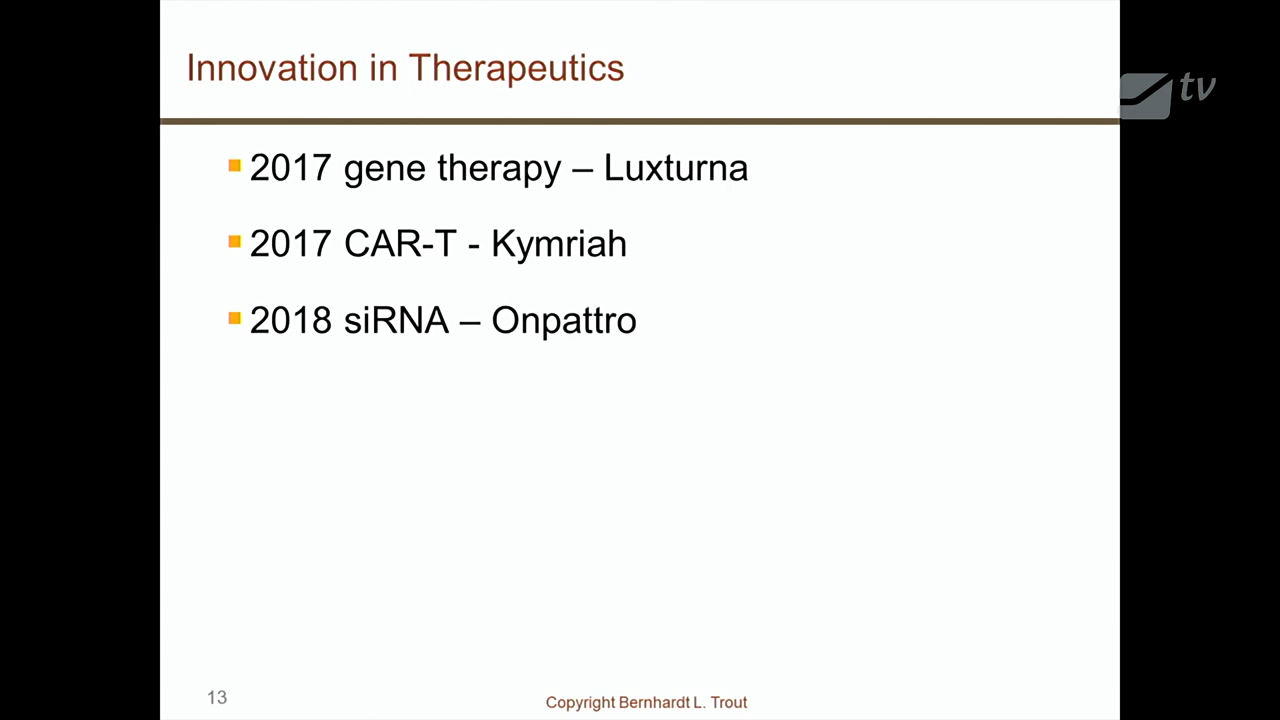 Innovation in Therapeutics
tv
2017 gene therapy – Luxturna
2017 CAR-T - Kymriah
2018 siRNA – Onpattro
13
Copyright Bernhardt L. Trout